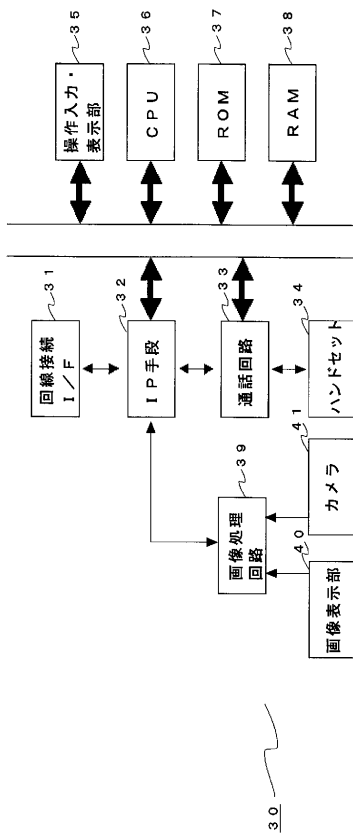 30
回線接続
I/F
31
IP手段
32
通話回路
33
ハンドセット
34
操作入力・
表示部
35
CPU
36
ROM
37
RAM
38
画像処理
回路
39
画像表示部
40
カメラ
41